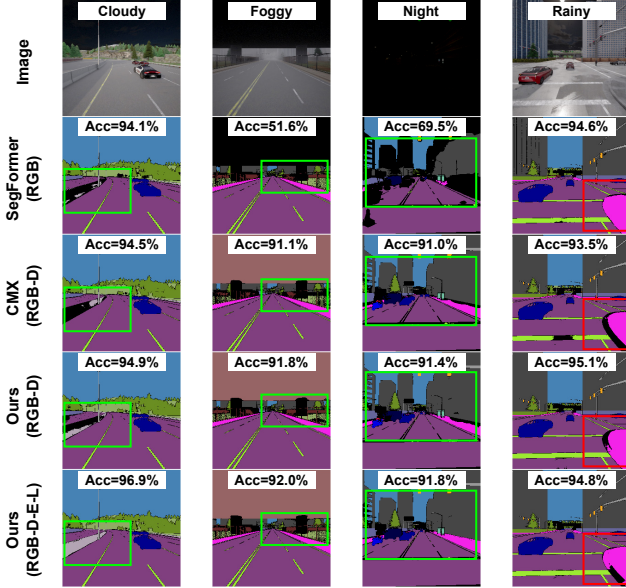 Cloudy Foggy Night Rainy
Image
Acc=94.1% Acc=51.6% Acc=69.5% Acc=94.6%
SegFormer
(RGB)
Acc=94.5% Acc=91.1% Acc=91.0% Acc=93.5%
CMX
(RGB-D)
Acc=94.9% Acc=91.8% Acc=91.4% Acc=95.1%
Ours
(RGB-D)
Acc=96.9% Acc=92.0% Acc=91.8% Acc=94.8%
Ours
(RGB-D-E-L)